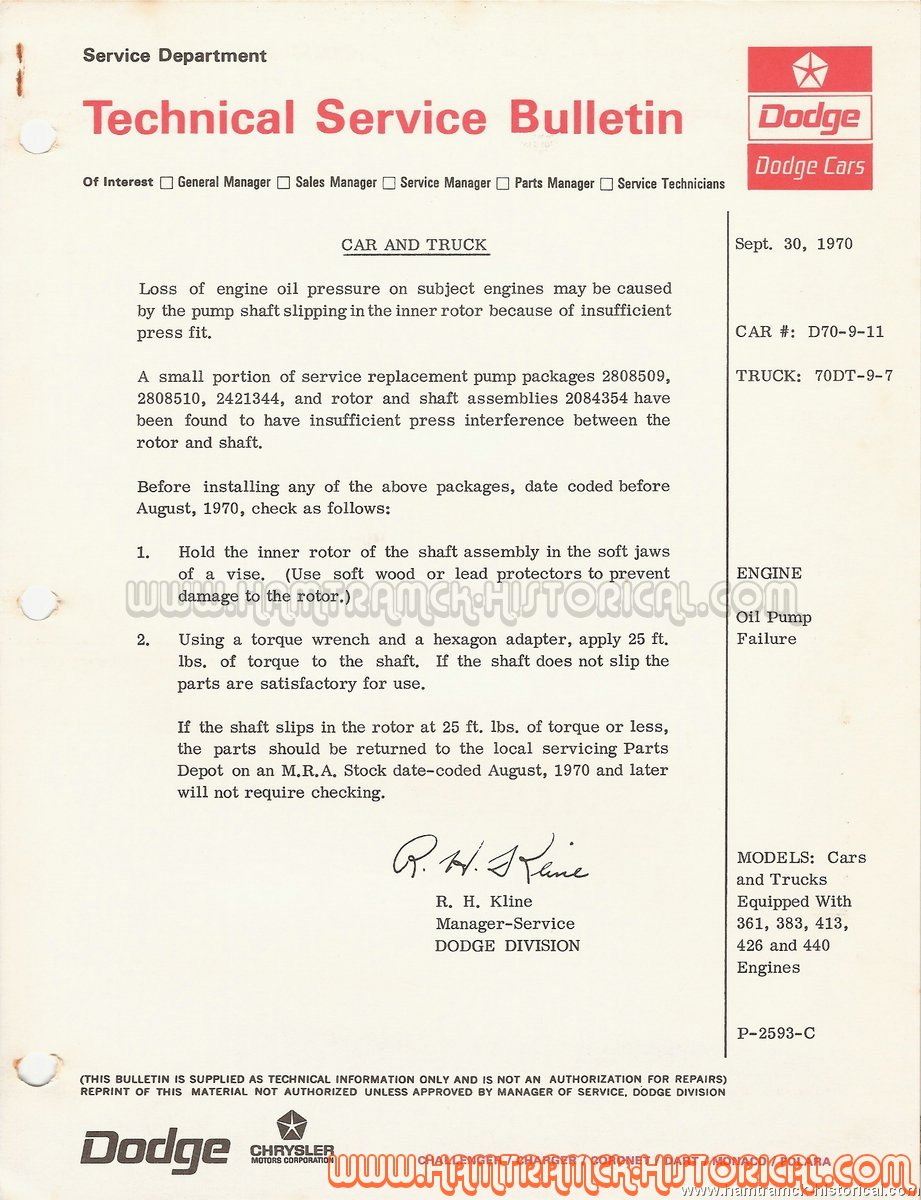 Service Department
Technical Service Bulletin
Dodge
Dodge Cars
Of Interest □ General Manager □ Sales Manager □ Service Manager □ Parts Manager □ Service Technicians
CAR AND TRUCK
Loss of engine oil pressure on subject engines may be caused
by the pump shaft slipping in the inner rotor because of insufficient
press fit.
A small portion of service replacement pump packages 2808509,
2808510, 2421344, and rotor and shaft assemblies 2084354 have
been found to have insufficient press interference between the
rotor and shaft.
Before installing any of the above packages, date coded before
August, 1970, check as follows:
1. Hold the inner rotor of the shaft assembly in the soft jaws
of a vise. (Use soft wood or lead protectors to prevent
damage to the rotor.)
2. Using a torque wrench and a hexagon adapter, apply 25 ft.
lbs. of torque to the shaft. If the shaft does not slip the
parts are satisfactory for use.
If the shaft slips in the rotor at 25 ft. lbs. of torque or less,
the parts should be returned to the local servicing Parts
Depot on an M.R.A. Stock date-coded August, 1970 and later
will not require checking.
R. H. Kline
R. H. Kline
Manager-Service
DODGE DIVISION
Sept. 30, 1970
CAR #: D70-9-11
TRUCK: 70DT-9-7
ENGINE
Oil Pump
Failure
MODELS: Cars
and Trucks
Equipped With
361, 383, 413,
426 and 440
Engines
P-2593-C
www.Hamtramck-Historical.com
(THIS BULLETIN IS SUPPLIED AS TECHNICAL INFORMATION ONLY AND IS NOT AN AUTHORIZATION FOR REPAIRS)
REPRINT OF THIS MATERIAL NOT AUTHORIZED UNLESS APPROVED BY MANAGER OF SERVICE, DODGE DIVISION
Dodge
CHRYSLER
MOTORS CORPORATION
CHALLENGER / CHARGER / CORONET / DART / MONACO / POLARA
www.Hamtramck-Historical.com
www.hamtramck-historical.com